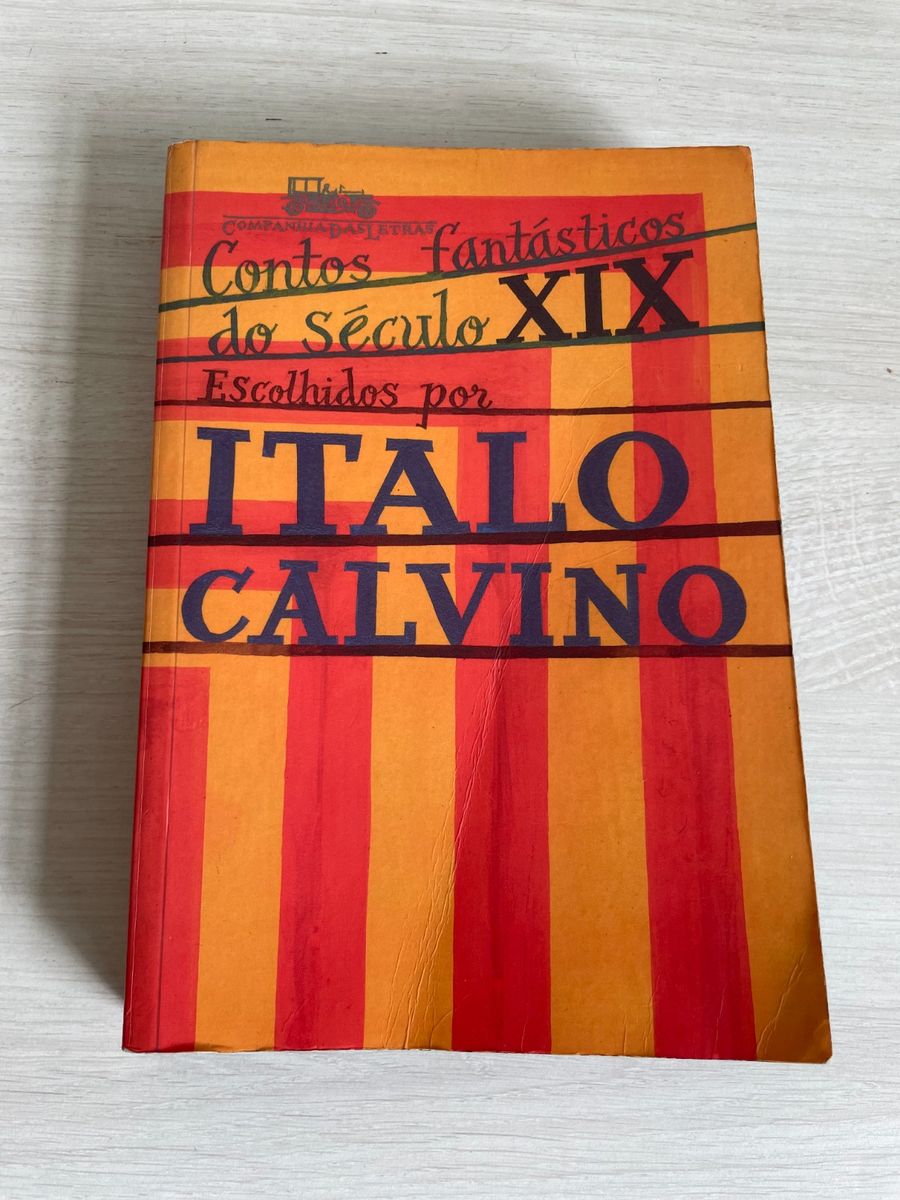 COMPANHIA DAS LETRAS
Contos fantásticos
do século XIX
Escolhidos por
ITALO
CALVINO